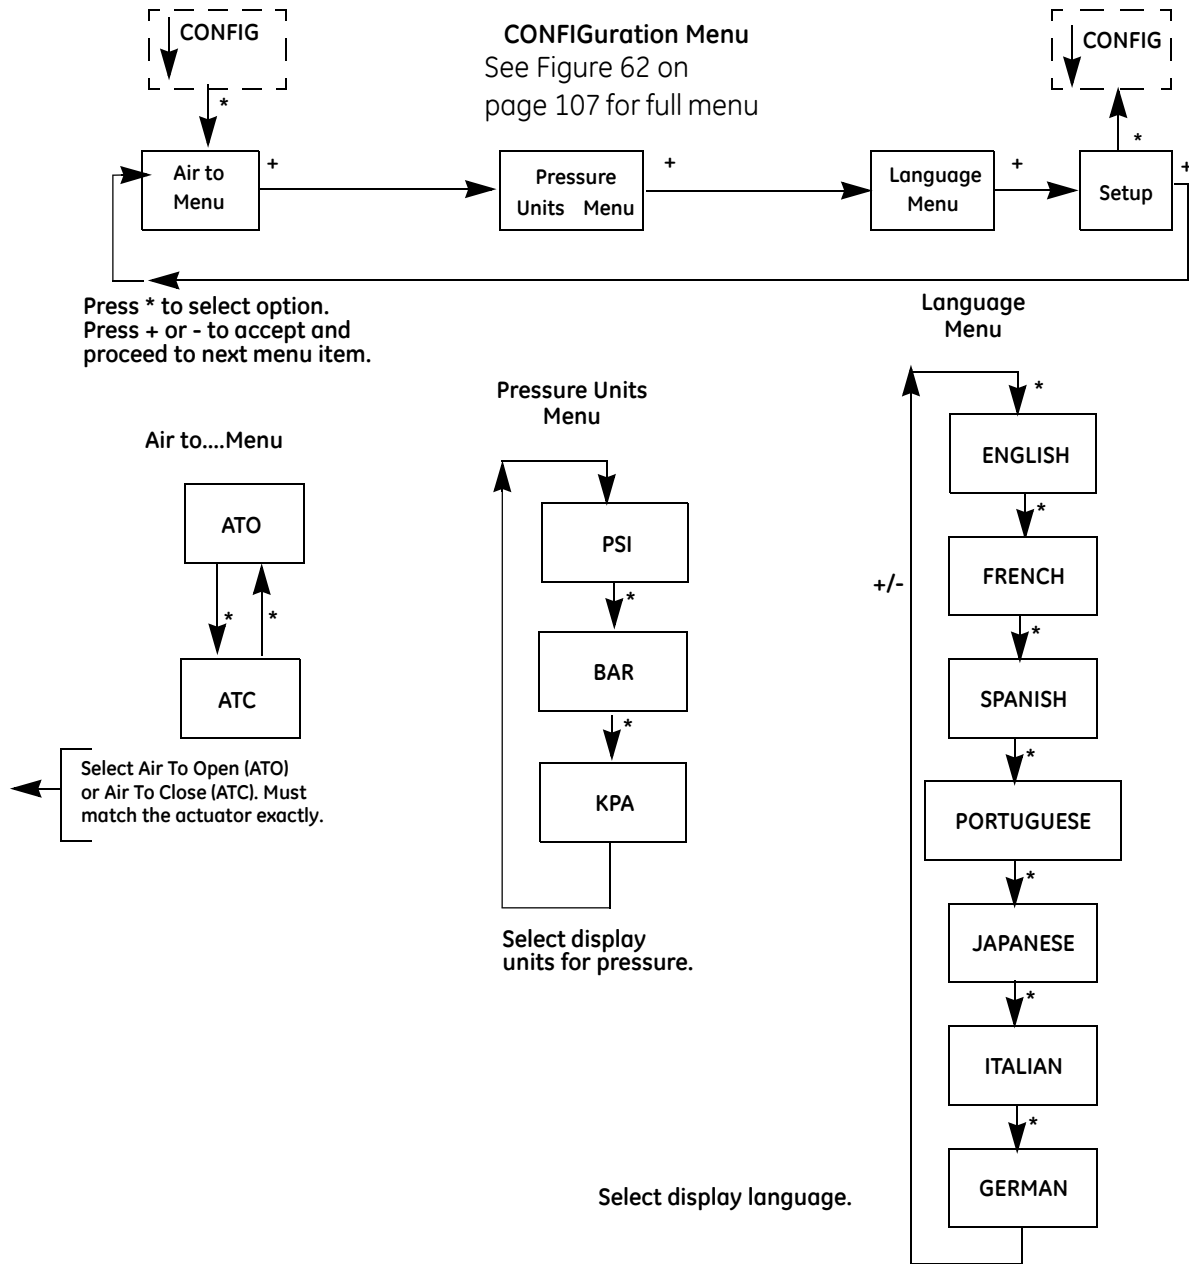 CONFIG
CONFIGuration Menu
See Figure 62 on
page 107 for full menu
CONFIG
*
*
Air to
Menu
+
Pressure
Units Menu
+
Language
Menu
+
Setup
+
Press * to select option.
Press + or - to accept and
proceed to next menu item.
Air to....Menu
ATO
*
*
ATC
Select Air To Open (ATO)
or Air To Close (ATC). Must
match the actuator exactly.
Pressure Units
Menu
PSI
*
BAR
*
KPA
Select display
units for pressure.
Language
Menu
*
ENGLISH
*
FRENCH
+/-
*
SPANISH
*
PORTUGUESE
*
JAPANESE
*
ITALIAN
*
GERMAN
Select display language.